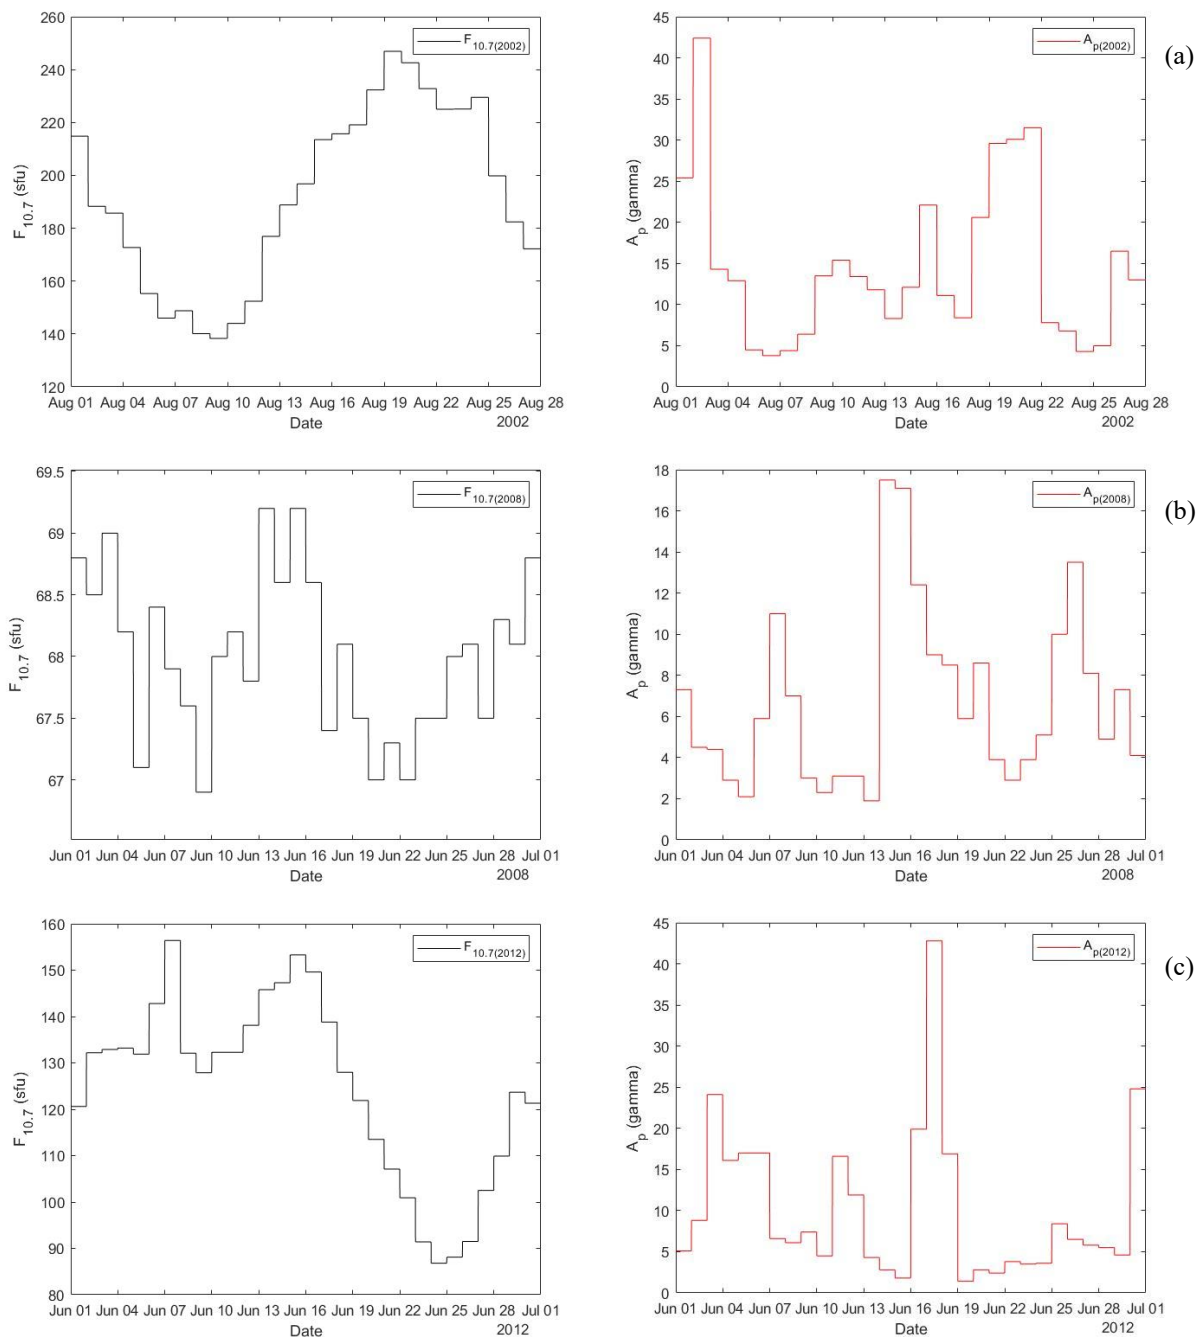 260
240
220
200
180
160
140
120
F10.7 (sfu)
F10.7(2002)
Aug 01 Aug 04 Aug 07 Aug 10 Aug 13 Aug 16 Aug 19 Aug 22 Aug 25 Aug 28
Date
2002
45
40
35
30
25
20
15
10
5
0
Ap (gamma)
Ap(2002)
Aug 01 Aug 04 Aug 07 Aug 10 Aug 13 Aug 16 Aug 19 Aug 22 Aug 25 Aug 28
Date
2002
(a)
69.5
69
68.5
68
67.5
67
F10.7 (sfu)
F10.7(2008)
Jun 01 Jun 04 Jun 07 Jun 10 Jun 13 Jun 16 Jun 19 Jun 22 Jun 25 Jun 28 Jul 01
Date
2008
18
16
14
12
10
8
6
4
2
0
Ap (gamma)
Ap(2008)
Jun 01 Jun 04 Jun 07 Jun 10 Jun 13 Jun 16 Jun 19 Jun 22 Jun 25 Jun 28 Jul 01
Date
2008
(b)
160
150
140
130
120
110
100
90
80
F10.7 (sfu)
F10.7(2012)
Jun 01 Jun 04 Jun 07 Jun 10 Jun 13 Jun 16 Jun 19 Jun 22 Jun 25 Jun 28 Jul 01
Date
2012
45
40
35
30
25
20
15
10
5
0
Ap (gamma)
Ap(2012)
Jun 01 Jun 04 Jun 07 Jun 10 Jun 13 Jun 16 Jun 19 Jun 22 Jun 25 Jun 28 Jul 01
Date
2012
(c)